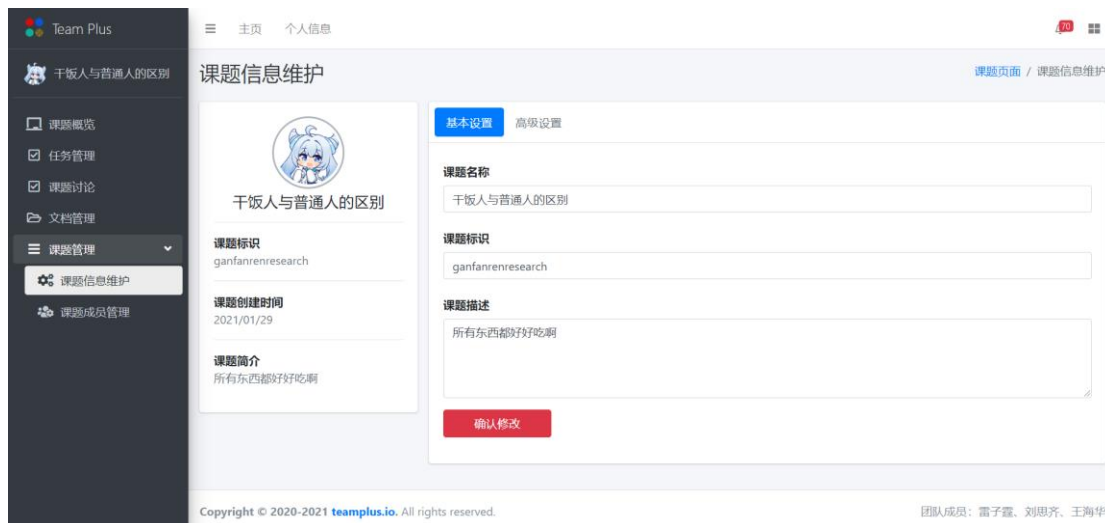 Team Plus
主页 个人信息
70
干饭人与普通人的区别
课题概览
任务管理
课题讨论
文档管理
课题管理
课题信息维护
课题成员管理
课题信息维护
课题页面 / 课题信息维护
干饭人与普通人的区别
课题标识
ganfanrenresearch
课题创建时间
2021/01/29
课题简介
所有东西都好好吃啊
基本设置 高级设置
课题名称
干饭人与普通人的区别
课题标识
ganfanrenresearch
课题描述
所有东西都好好吃啊
确认修改
Copyright © 2020-2021 teamplus.io. All rights reserved.
团队成员：雷子霆、刘思齐、王海华